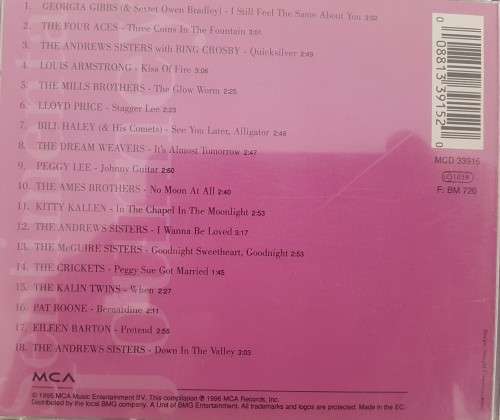 1. GEORGIA GIBBS (& Sextet Owen Bradley) - I Still Feel The Same About You 3:02
2. THE FOUR ACES - Three Coins In The Fountain 3:01
3. THE ANDREWS SISTERS with BING CROSBY - Quicksilver 2:49
4. LOUIS ARMSTRONG - Kiss Of Fire 3:06
5. THE MILLS BROTHERS - The Glow Worm 2:25
6. LLOYD PRICE - Stagger Lee 2:23
7. BILL HALEY (& His Comets) - See You Later, Alligator 2:46
8. THE DREAM WEAVERS - It's Almost Tomorrow 2:47
9. PEGGY LEE - Johnny Guitar 2:60
10. THE AMES BROTHERS - No Moon At All 2:40
11. KITTY KALLEN - In The Chapel In The Moonlight 2:53
12. THE ANDREWS SISTERS - I Wanna Be Loved 3:17
13. THE McGUIRE SISTERS - Goodnight Sweetheart, Goodnight 2:53
14. THE CRICKETS - Peggy Sue Got Married 1:45
15. THE KALIN TWINS - When 2:27
16. PAT BOONE - Bernardine 2:11
17. EILEEN BARTON - Pretend 2:55
18. THE ANDREWS SISTERS - Down In The Valley 3:03
0 08813 39152 0
MCD 33915
F: BM 720
MCA
© 1996 MCA Music Entertainment BV. This compilation ℗ 1996 MCA Records, Inc.
Distributed by the local BMG company. A Unit of BMG Entertainment. All trademarks and logos are protected. Made in the EC.